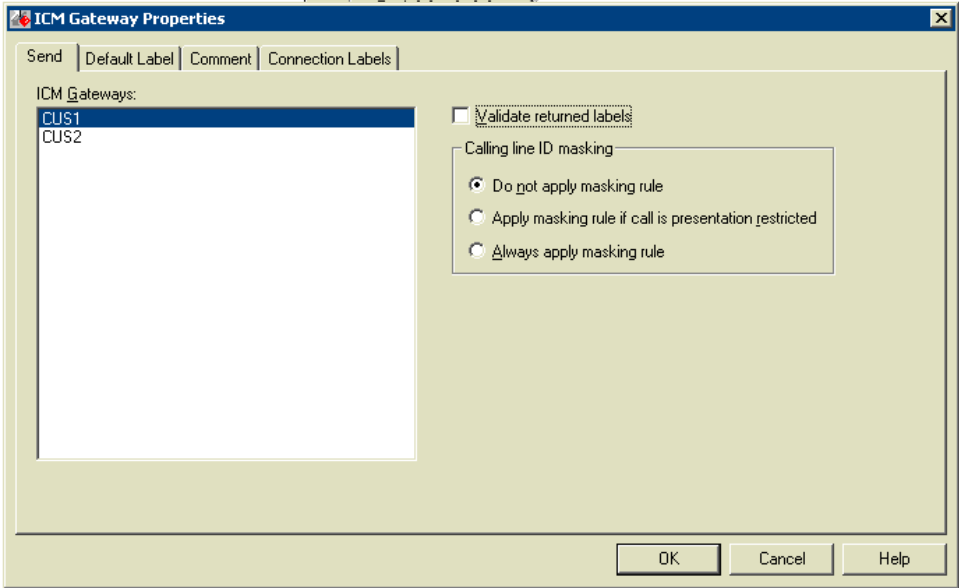 ICM Gateway Properties
Send
Default Label
Comment
Connection Labels
ICM Gateways:
CUS1
CUS2
Validate returned labels
Calling line ID masking
Do not apply masking rule
Apply masking rule if call is presentation restricted
Always apply masking rule
OK
Cancel
Help